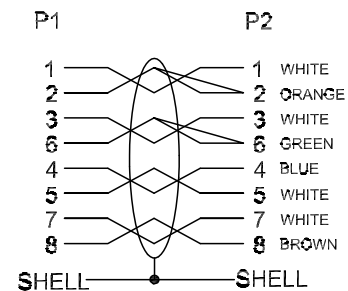 P1 P2
1 1 WHITE
2 2 ORANGE
3 3 WHITE
6 6 GREEN
4 4 BLUE
5 5 WHITE
7 7 WHITE
8 8 BROWN
SHELL SHELL